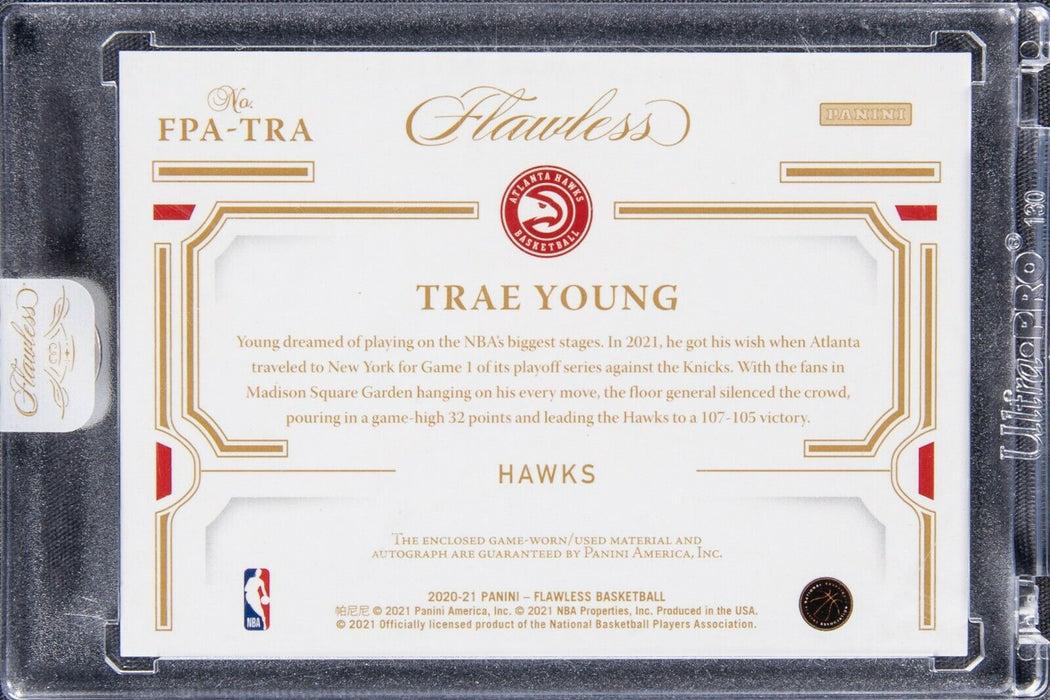 No.
FPA-TRA
Flawless
PANINI
ATLANTA HAWKS
BASKETBALL
TRAE YOUNG
Young dreamed of playing on the NBA's biggest stages. In 2021, he got his wish when Atlanta
traveled to New York for Game 1 of its playoff series against the Knicks. With the fans in
Madison Square Garden hanging on his every move, the floor general silenced the crowd,
pouring in a game-high 32 points and leading the Hawks to a 107-105 victory.
HAWKS
The enclosed game-worn/used material and
autograph are guaranteed by Panini America, Inc.
NBA
2020-21 PANINI – FLAWLESS BASKETBALL
帕尼尼 © 2021 Panini America, Inc. © 2021 NBA Properties, Inc. Produced in the USA.
© 2021 Officially licensed product of the National Basketball Players Association.
Flawless
Ultra PRO® 130